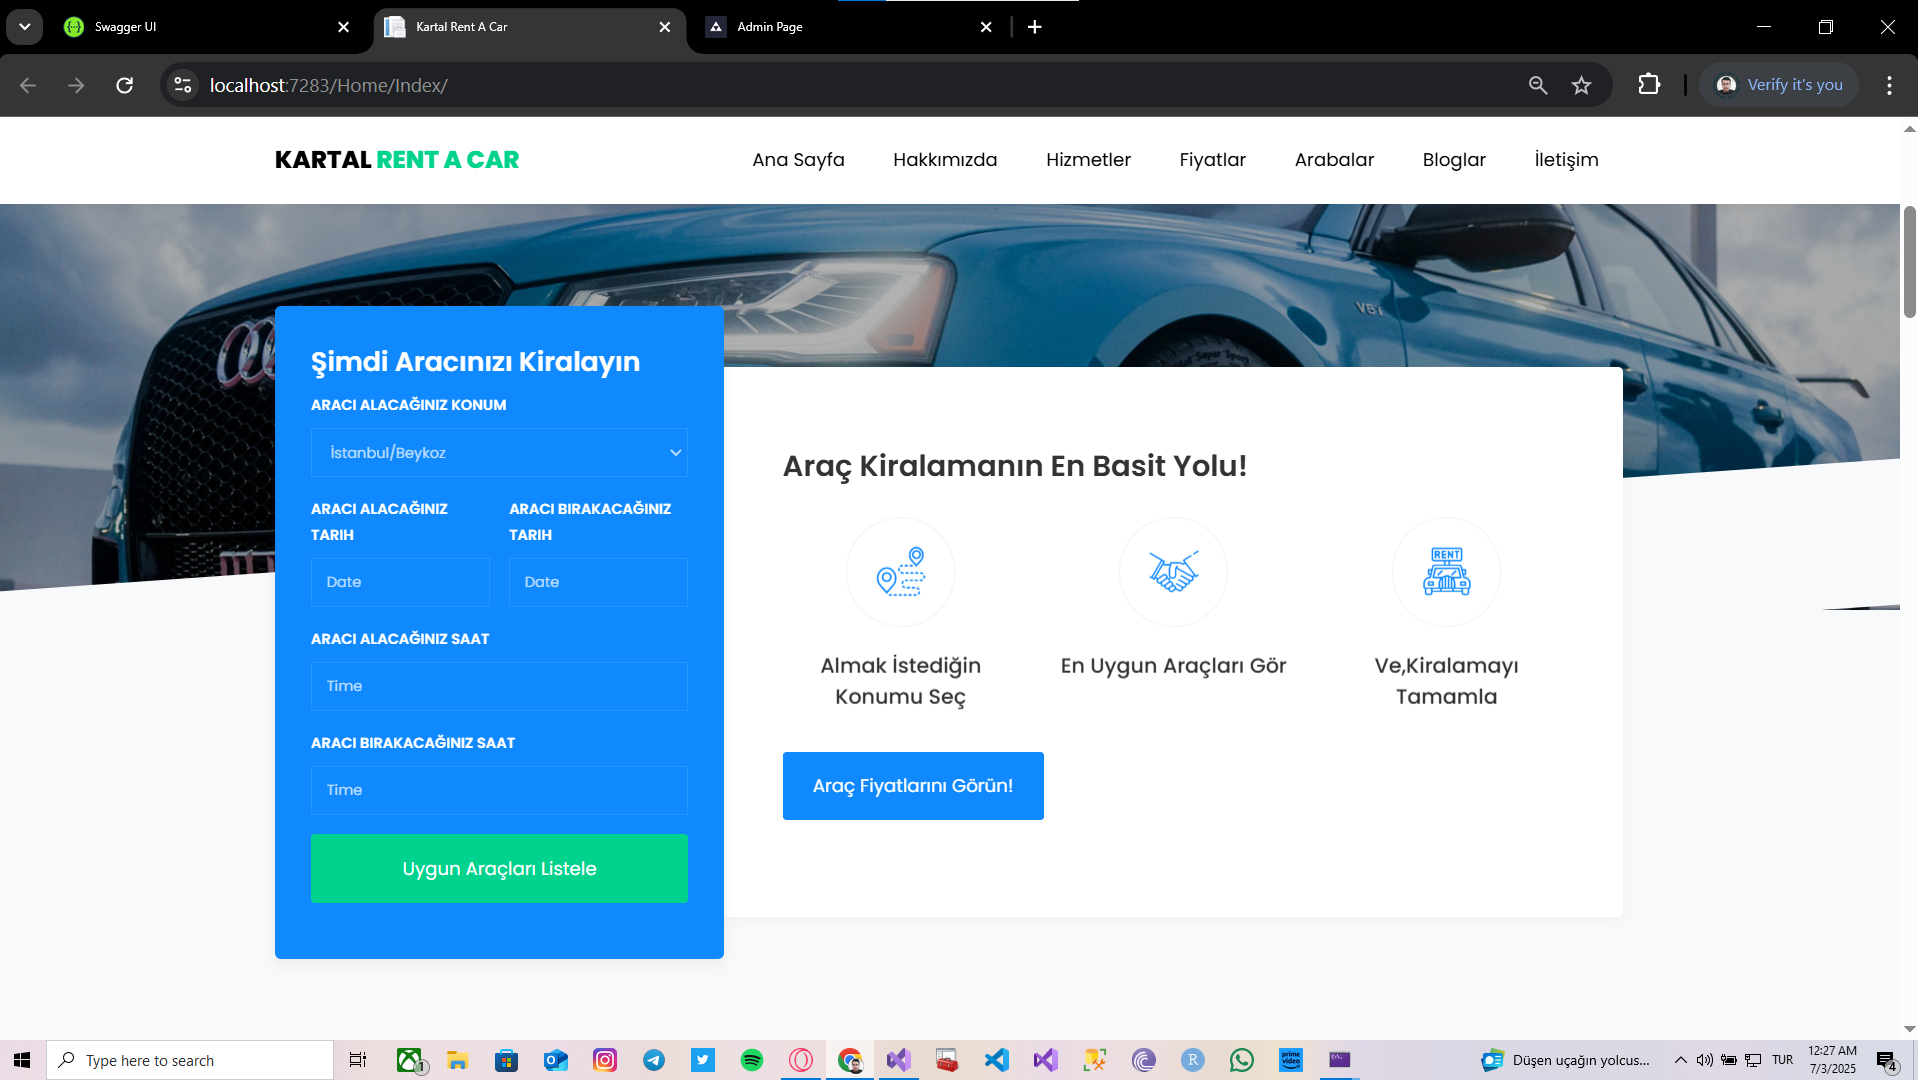 Swagger UI
Kartal Rent A Car
Admin Page
localhost:7283/Home/Index/
Verify it's you
KARTAL RENT A CAR
Ana Sayfa
Hakkımızda
Hizmetler
Fiyatlar
Arabalar
Bloglar
İletişim
V8T
Şimdi Aracınızı Kiralayın
ARACI ALACAĞINIZ KONUM
İstanbul/Beykoz
ARACI ALACAĞINIZ
TARIH
ARACI BIRAKACAĞINIZ
TARIH
Date
Date
ARACI ALACAĞINIZ SAAT
Time
ARACI BIRAKACAĞINIZ SAAT
Time
Uygun Araçları Listele
Araç Kiralamanın En Basit Yolu!
RENT
Almak İstediğin
Konumu Seç
En Uygun Araçları Gör
Ve,Kiralamayı
Tamamla
Araç Fiyatlarını Görün!
Type here to search
1
R
prime
video
Düşen uçağın yolcus...
TUR
12:27 AM
7/3/2025
4